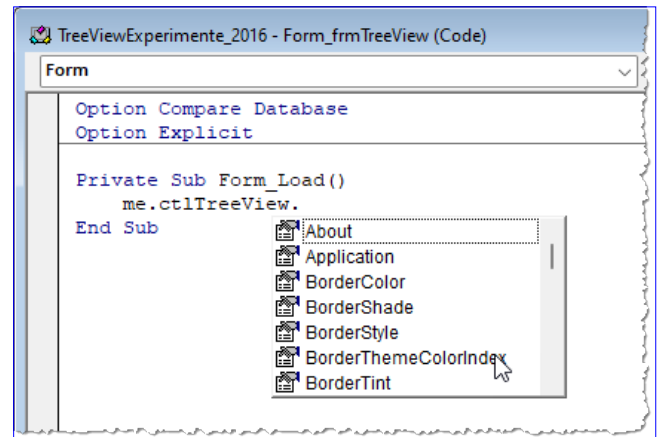 TreeViewExperimente_2016 - Form_frmTreeView (Code)
Form
Option Compare Database
Option Explicit
Private Sub Form_Load()
me.ctlTreeView.
End Sub
About
Application
BorderColor
BorderShade
BorderStyle
BorderThemeColorIndex
BorderTint